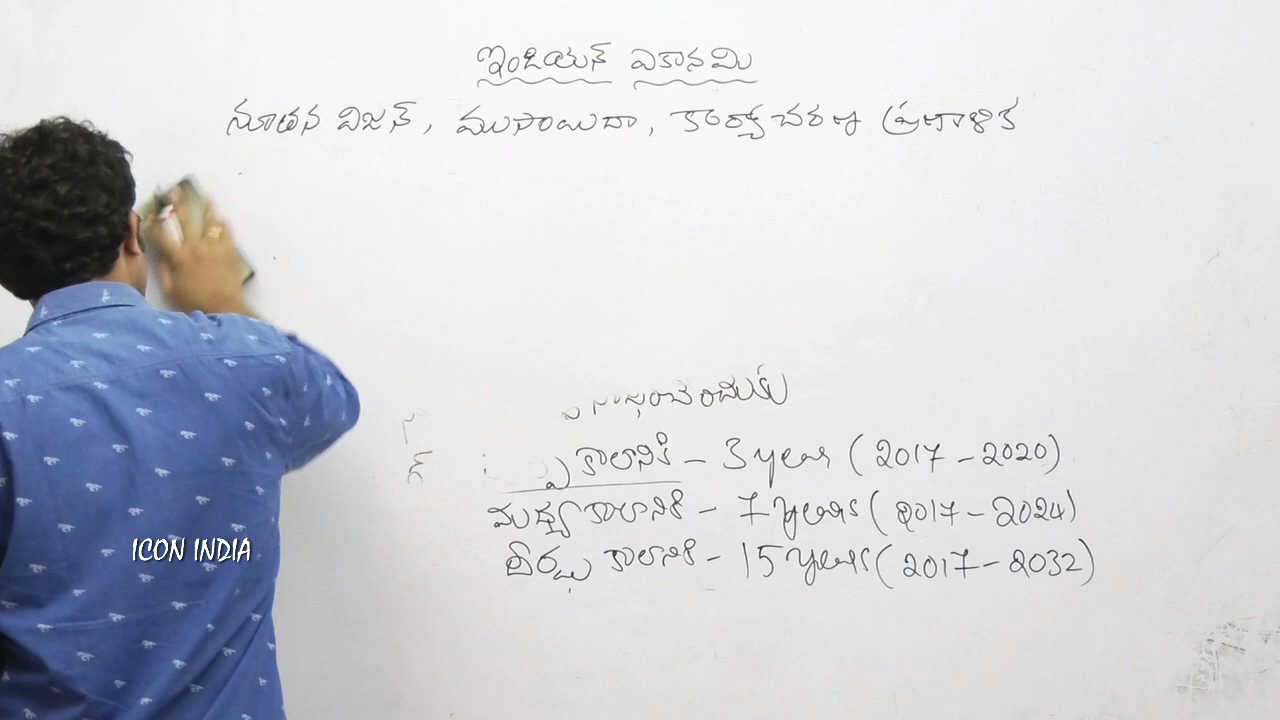 ఇండియన్ ఎకానమి
నూతన విజన్, ముసాయిదా, కార్యాచరణ ప్రణాళిక
కాలానికి - 3 year (2017 - 2020)
మధ్య కాలానికి - 7 years (2017 - 2024)
దీర్ఘ కాలానికి - 15 years (2017 - 2032)
ICON INDIA